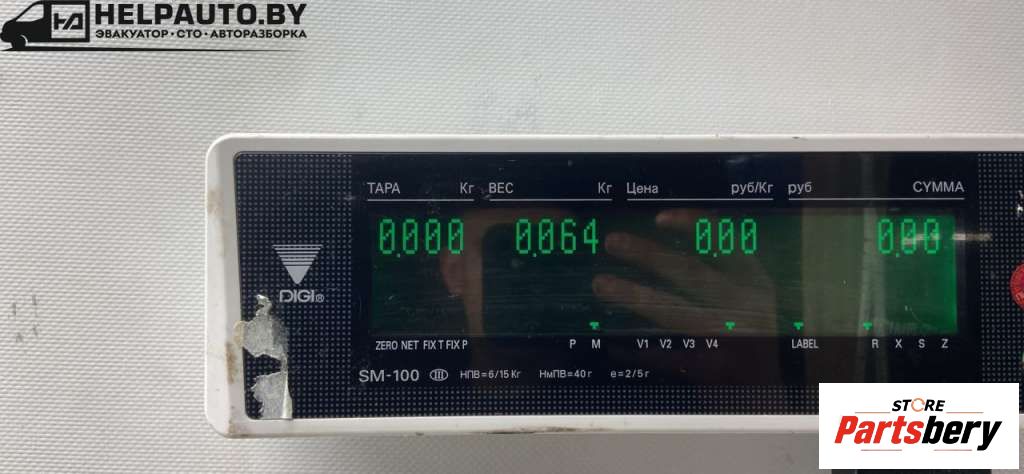 HELPAUTO.BY
ЭВАКУАТОР • СТО • АВТОРАЗБОРКА
ТАРА Кг ВЕС Кг Цена руб/Кг руб СУММА
0.000 0.064 0.00 0.00
DIGI®
ZERO NET FIX T FIX P P M V1 V2 V3 V4 LABEL R X S Z
SM-100 III НПВ=6/15 Кг НмПВ=40 г e=2/5 г
STORE
Partsbery